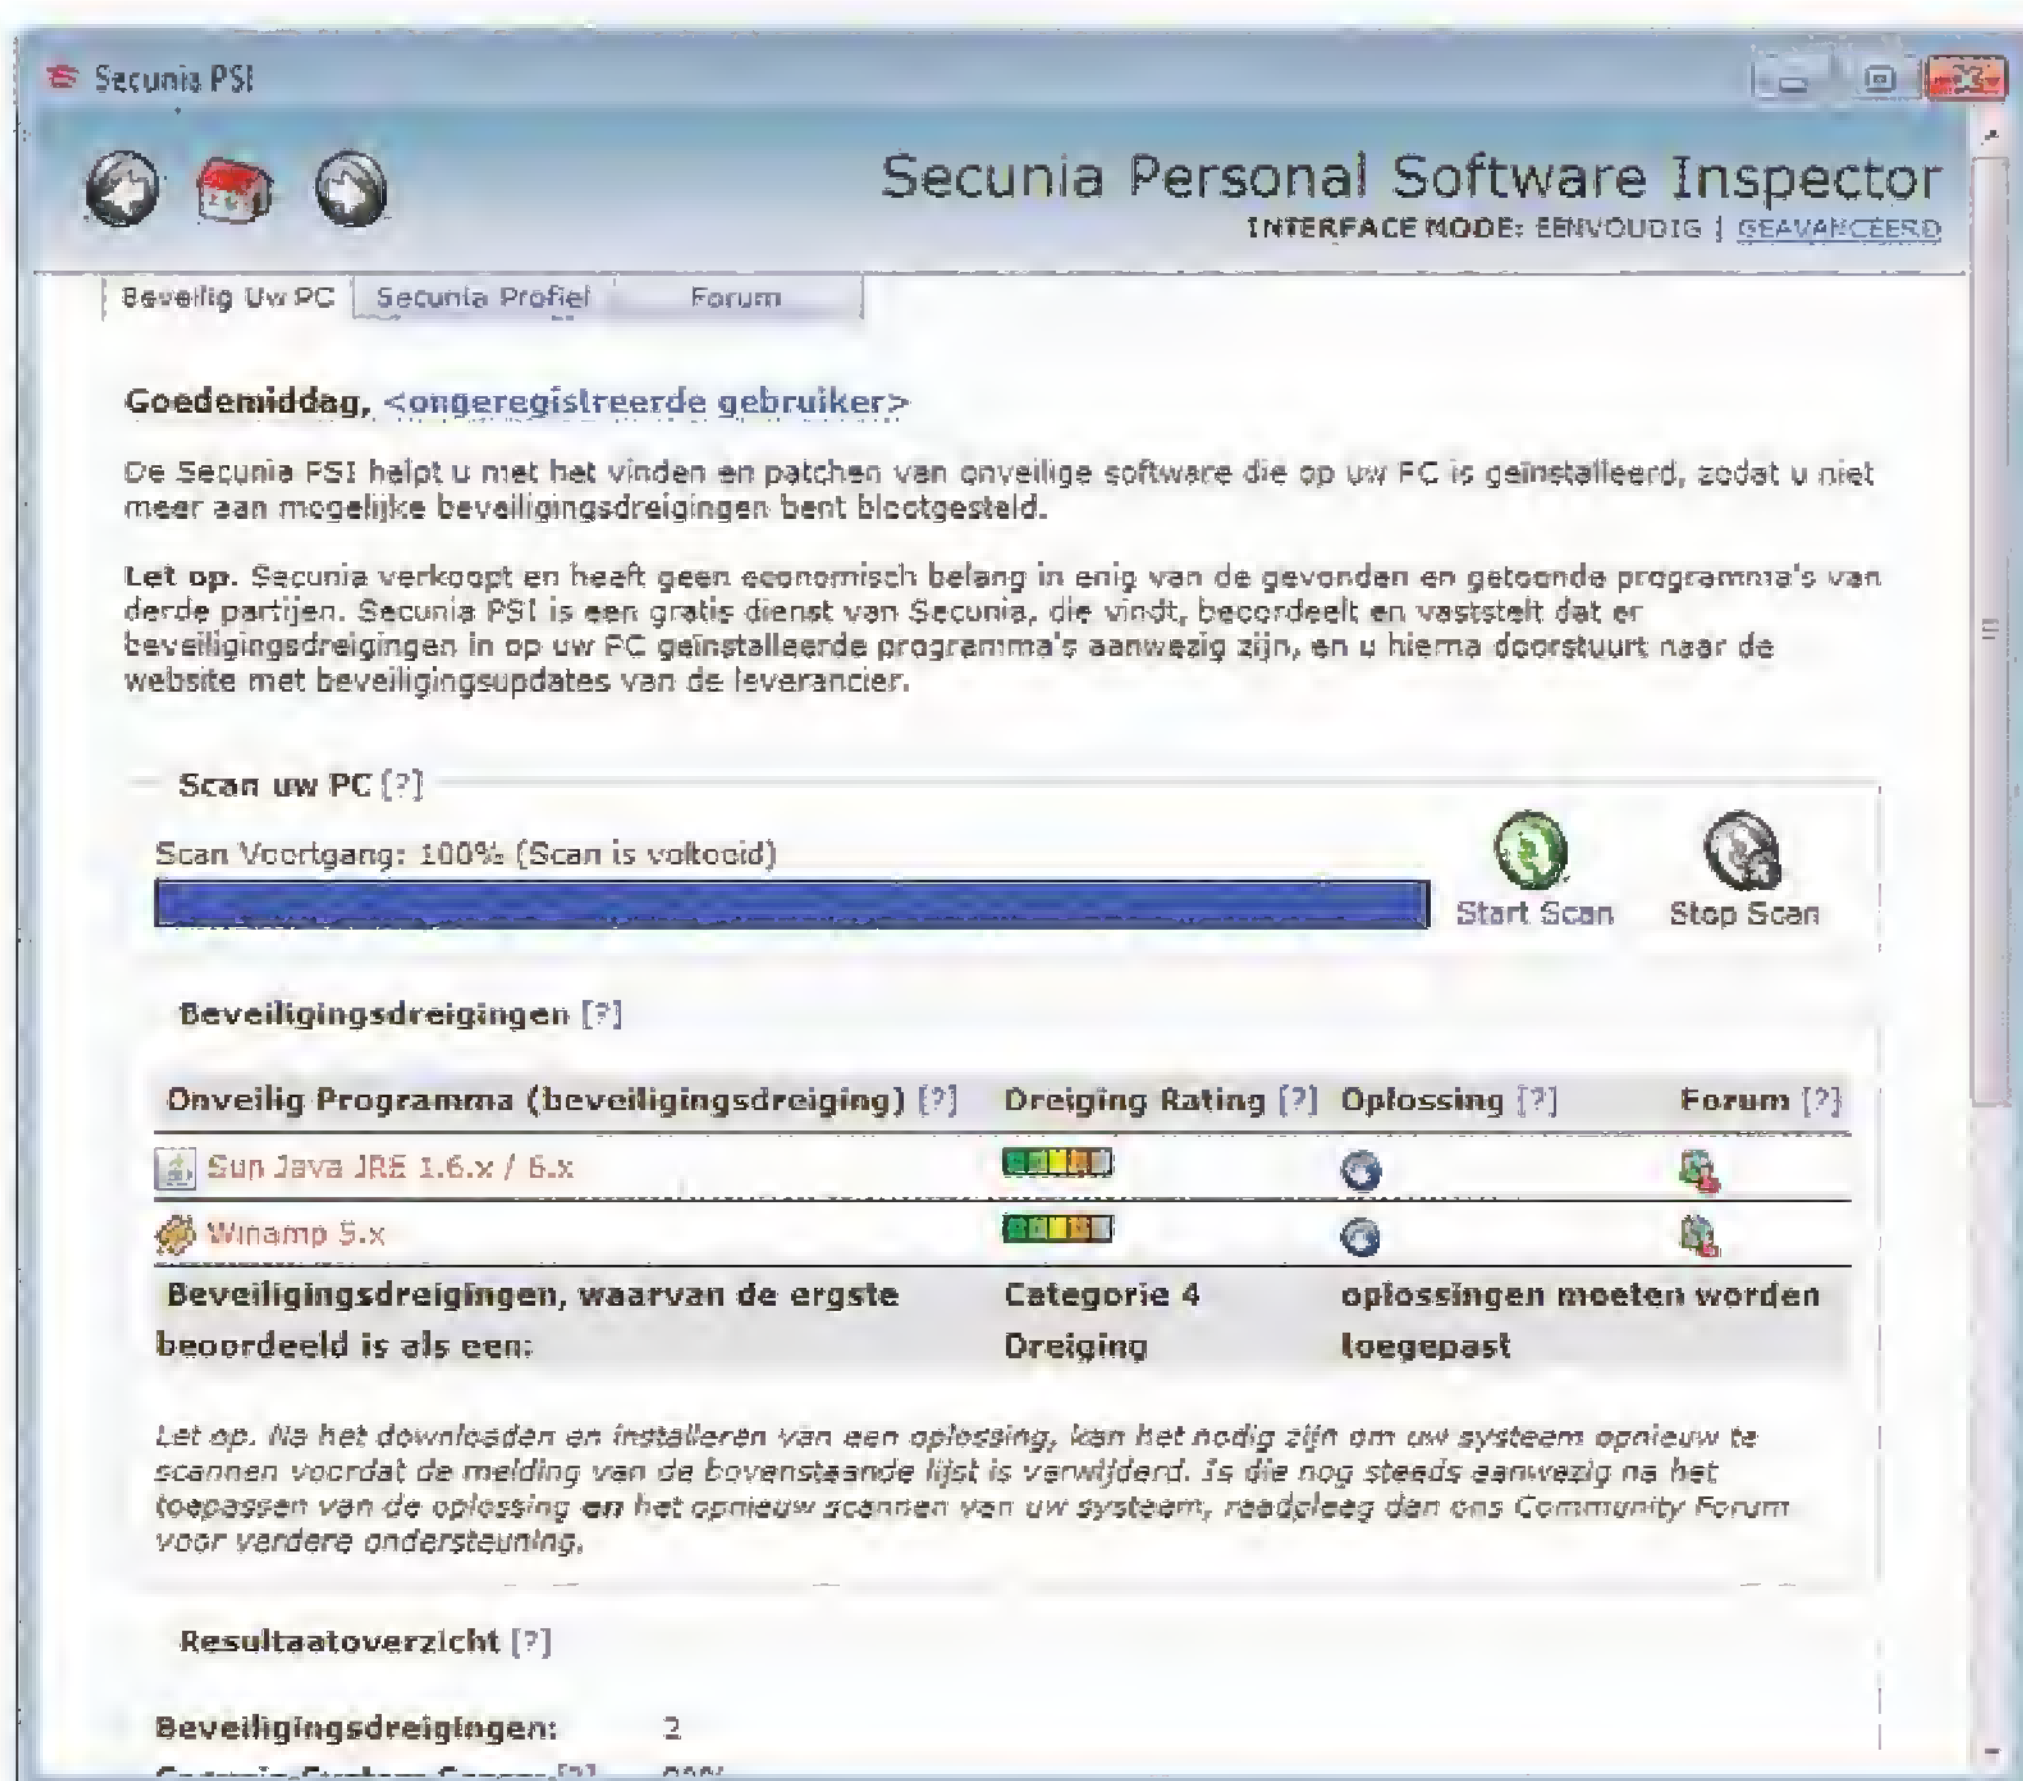 Secunia PSI
Secunia Personal Software Inspector
INTERFACE MODE: EENVOUDIG | GEAVANCEERD
Beveilig Uw PC Secunia Profiel Forum
Goedemiddag, <ongeregistreerde gebruiker>
De Secunia PSI helpt u met het vinden en patchen van onveilige software die op uw PC is geïnstalleerd, zodat u niet
meer aan mogelijke beveiligingsdreigingen bent blootgesteld.
Let op. Secunia verkoopt en heeft geen economisch belang in enig van de gevonden en getoonde programma's van
derde partijen. Secunia PSI is een gratis dienst van Secunia, die vindt, beoordeelt en vaststelt dat er
beveiligingsdreigingen in op uw PC geïnstalleerde programma's aanwezig zijn, en u hierna doorstuurt naar de
website met beveiligingsupdates van de leverancier.
Scan uw PC [?]
Scan Voortgang: 100% (Scan is voltooid)
Start Scan Stop Scan
Beveiligingsdreigingen [?]
Onveilig Programma (beveiligingsdreiging) [?] Dreiging Rating [?] Oplossing [?] Forum [?]
Sun Java JRE 1.6.x / 6.x
Winamp 5.x
Beveiligingsdreigingen, waarvan de ergste Categorie 4 oplossingen moeten worden
beoordeeld is als een: Dreiging toegepast
Let op. Na het downloaden en installeren van een oplossing, kan het nodig zijn om uw systeem opnieuw te
scannen voordat de melding van de bovenstaande lijst is verwijderd. Is die nog steeds aanwezig na het
toepassen van de oplossing en het opnieuw scannen van uw systeem, raadpleeg dan ons Community Forum
voor verdere ondersteuning.
Resultaatoverzicht [?]
Beveiligingsdreigingen: 2